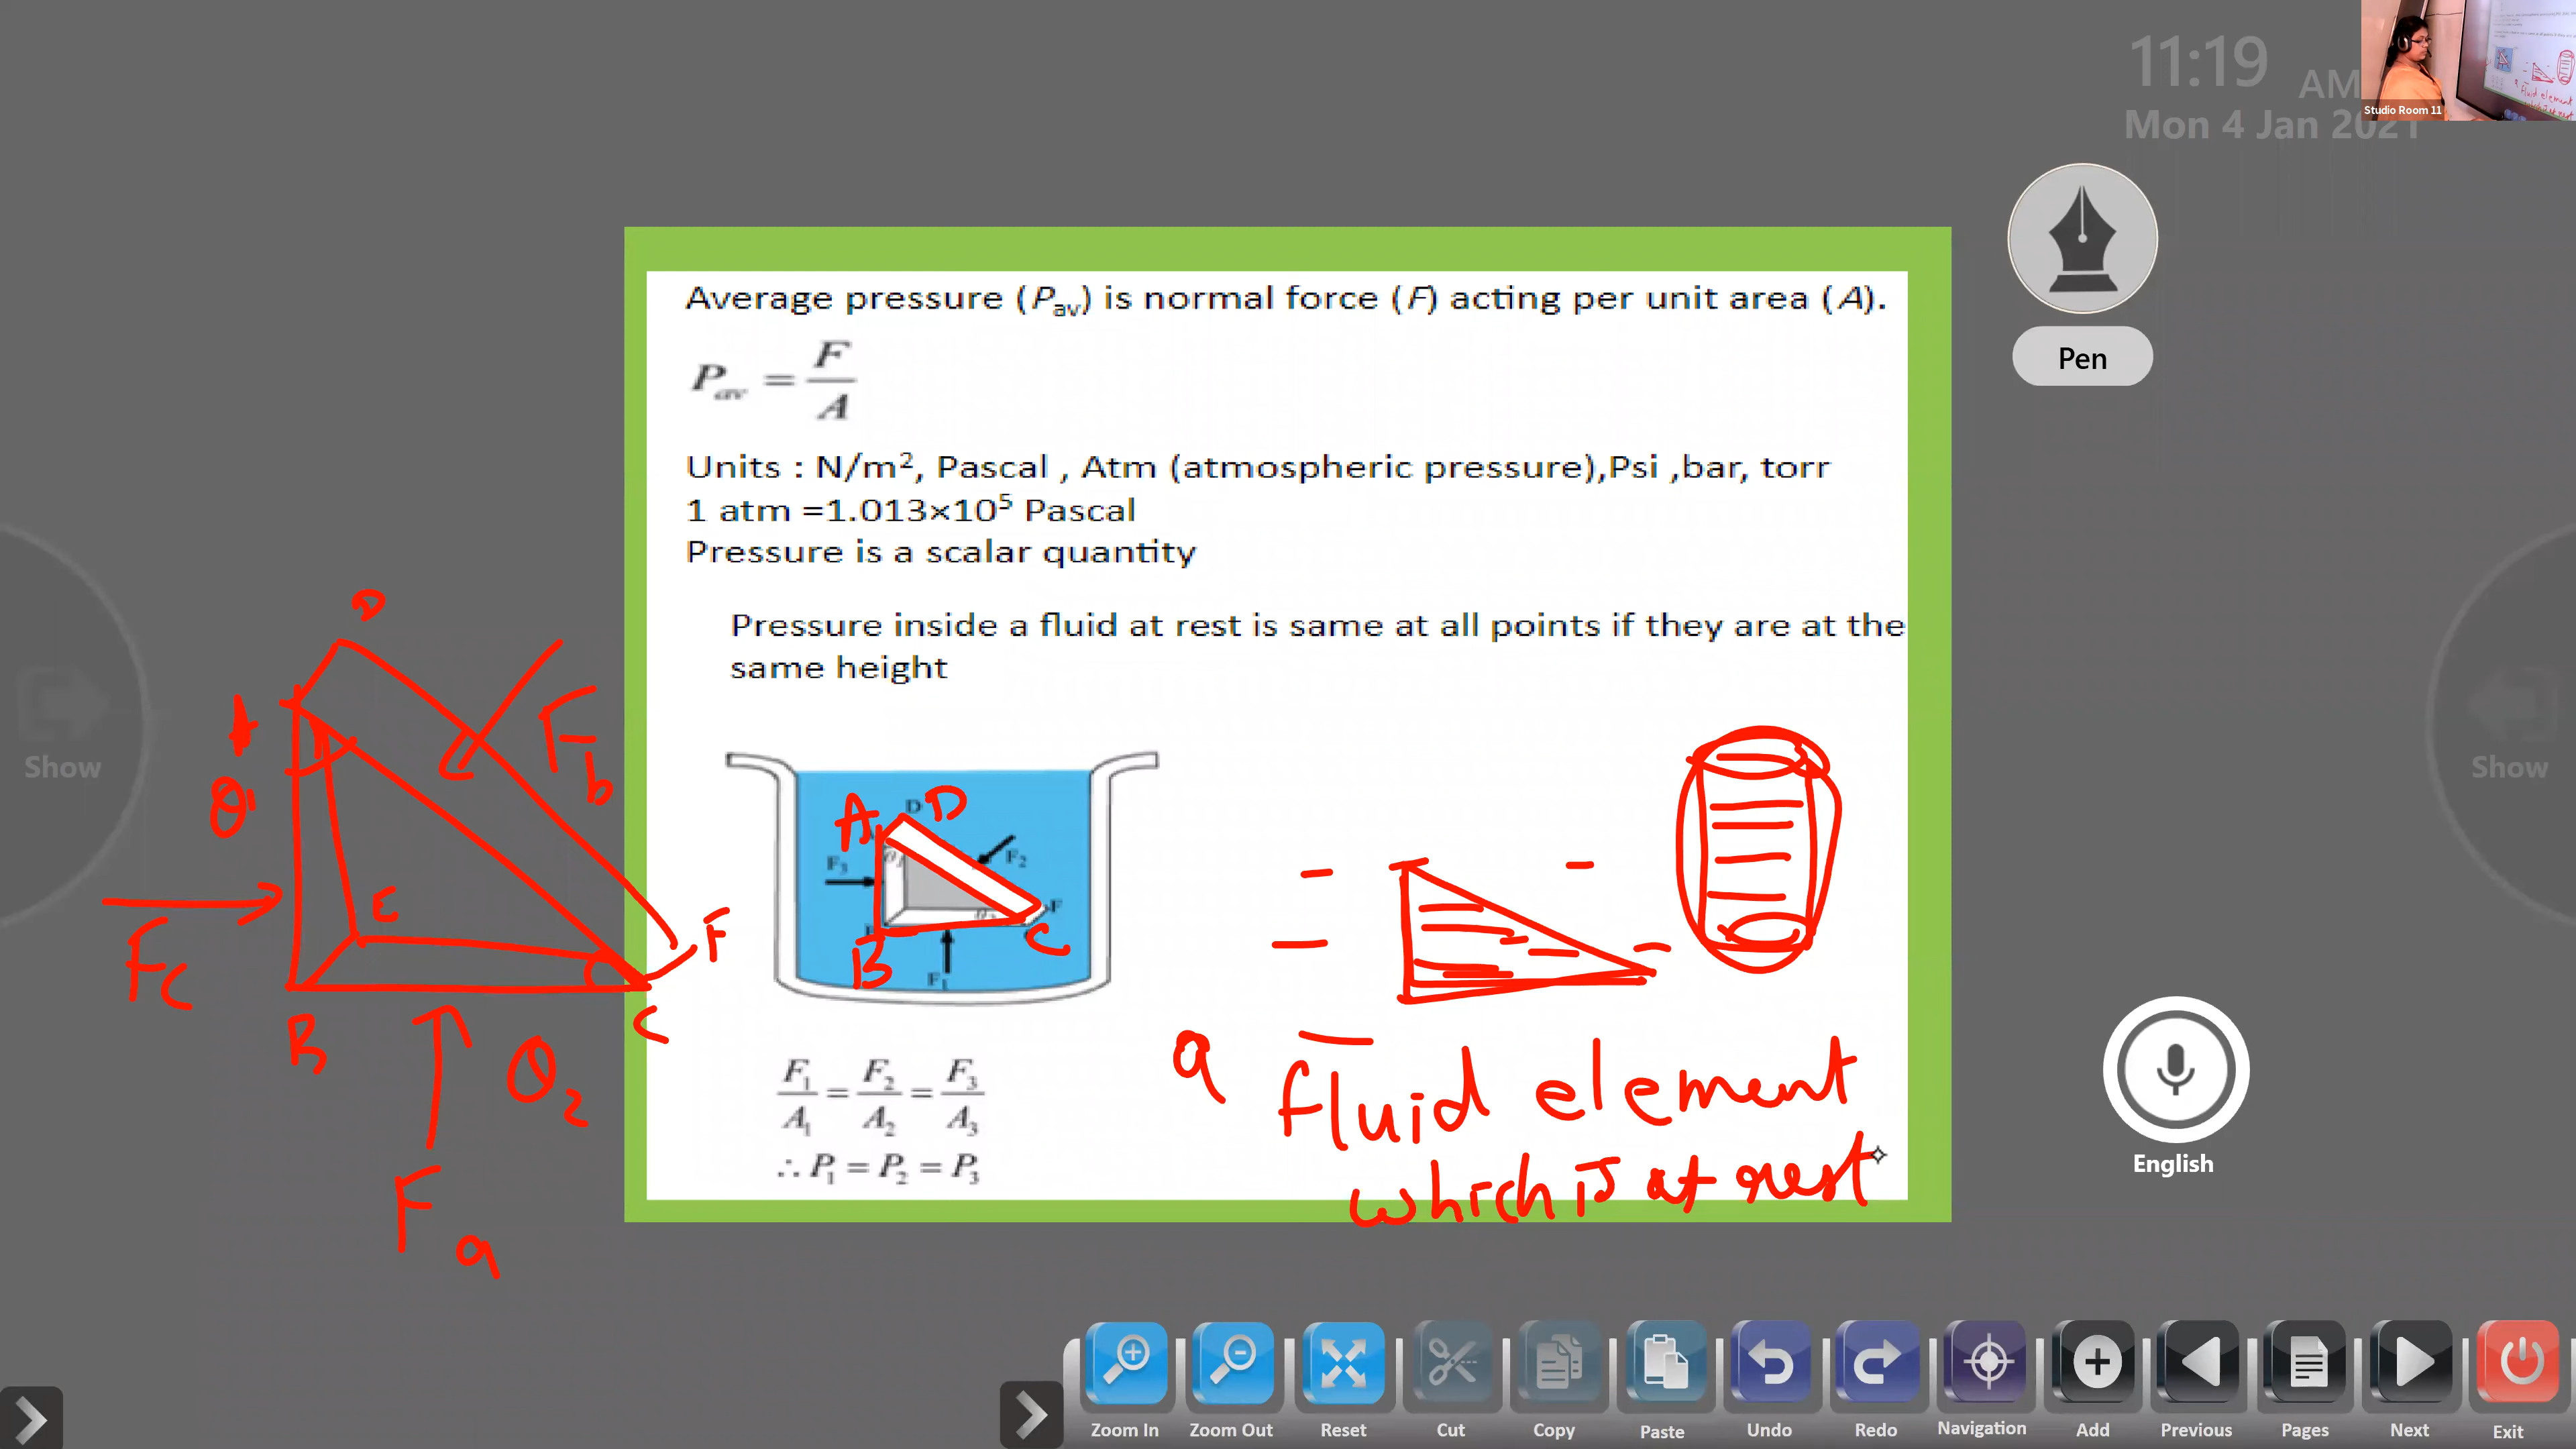 11:19 AM
Mon 4 Jan 2021
Studio Room 11
Pen
Average pressure (Pav) is normal force (F) acting per unit area (A).
Pav = F/A
Units : N/m², Pascal , Atm (atmospheric pressure),Psi ,bar, torr
1 atm =1.013×10⁵ Pascal
Pressure is a scalar quantity
Pressure inside a fluid at rest is same at all points if they are at the
same height
Show
Show
D
A
θ1
Fb
E
F
Fc
B
C
θ2
Fa
A
D
D
F3
F2
F
B
C
F1
F1/A1 = F2/A2 = F3/A3
∴ P1 = P2 = P3
a
fluid element
which is at rest
English
Zoom In
Zoom Out
Reset
Cut
Copy
Paste
Undo
Redo
Navigation
Add
Previous
Pages
Next
Exit